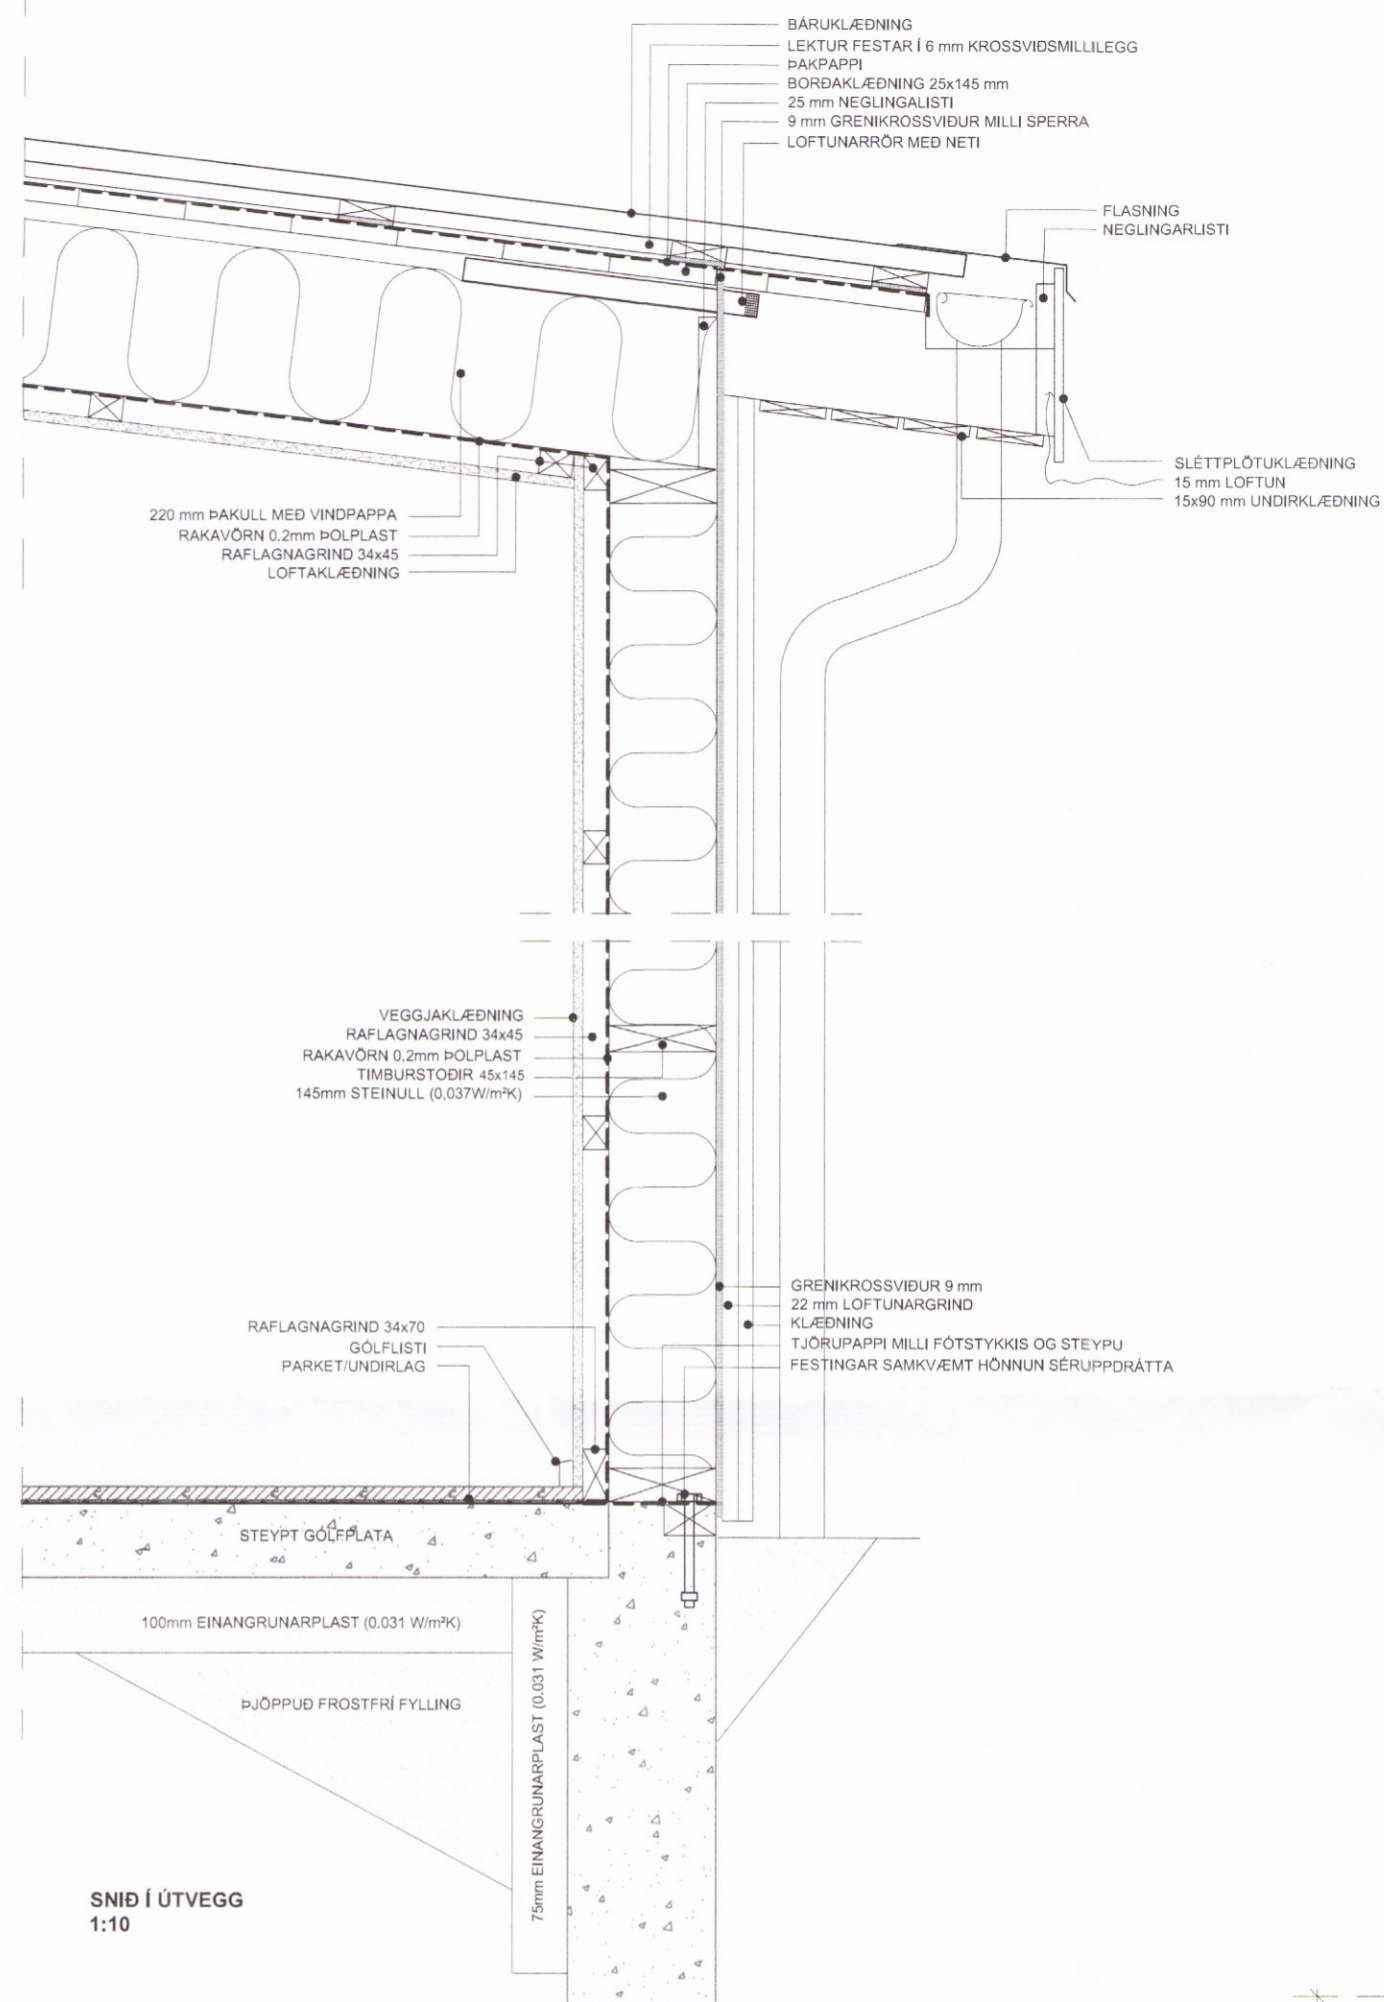 BÁRUKLÆÐNING
LEKTUR FESTAR Í 6 mm KROSSVIÐSMILLILEGG
ÞAKPAPPI
BORÐAKLÆÐNING 25x145 mm
25 mm NEGLINGALISTI
9 mm GRENIKROSSVIÐUR MILLI SPERRA
LOFTUNARRÖR MEÐ NETI
FLASNING
NEGLINGARLISTI
SLÉTTPLÖTUKLÆÐNING
15 mm LOFTUN
15x90 mm UNDIRKLÆÐNING
220 mm ÞAKULL MEÐ VINDPAPPA
RAKAVÖRN 0.2mm ÞOLPLAST
RAFLAGNAGRIND 34x45
LOFTAKLÆÐNING
VEGGJAKLÆÐNING
RAFLAGNAGRIND 34x45
RAKAVÖRN 0.2mm ÞOLPLAST
TIMBURSTOÐIR 45x145
145mm STEINULL (0,037W/m²K)
GRENIKROSSVIÐUR 9 mm
22 mm LOFTUNARGRIND
KLÆÐNING
TJÖRUPAPPI MILLI FÓTSTYKKIS OG STEYPU
FESTINGAR SAMKVÆMT HÖNNUN SÉRUPPDRÁTTA
RAFLAGNAGRIND 34x70
GÓLFLISTI
PARKET/UNDIRLAG
STEYPT GÓLFPLATA
100mm EINANGRUNARPLAST (0.031 W/m²K)
75mm EINANGRUNARPLAST (0.031 W/m²K)
ÞJÖPPUÐ FROSTFRÍ FYLLING
SNIÐ Í ÚTVEGG
1:10